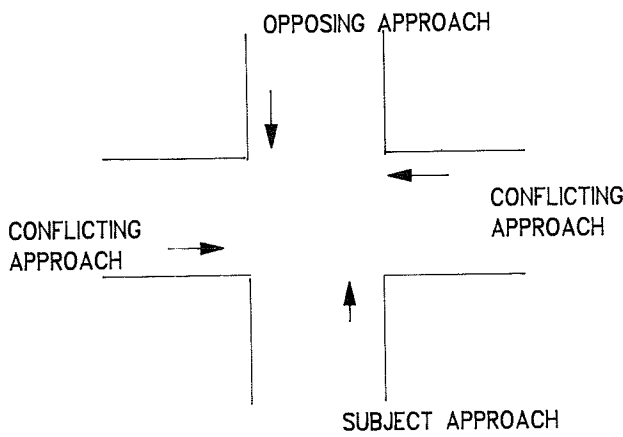 OPPOSING APPROACH
CONFLICTING
APPROACH
CONFLICTING
APPROACH
SUBJECT APPROACH